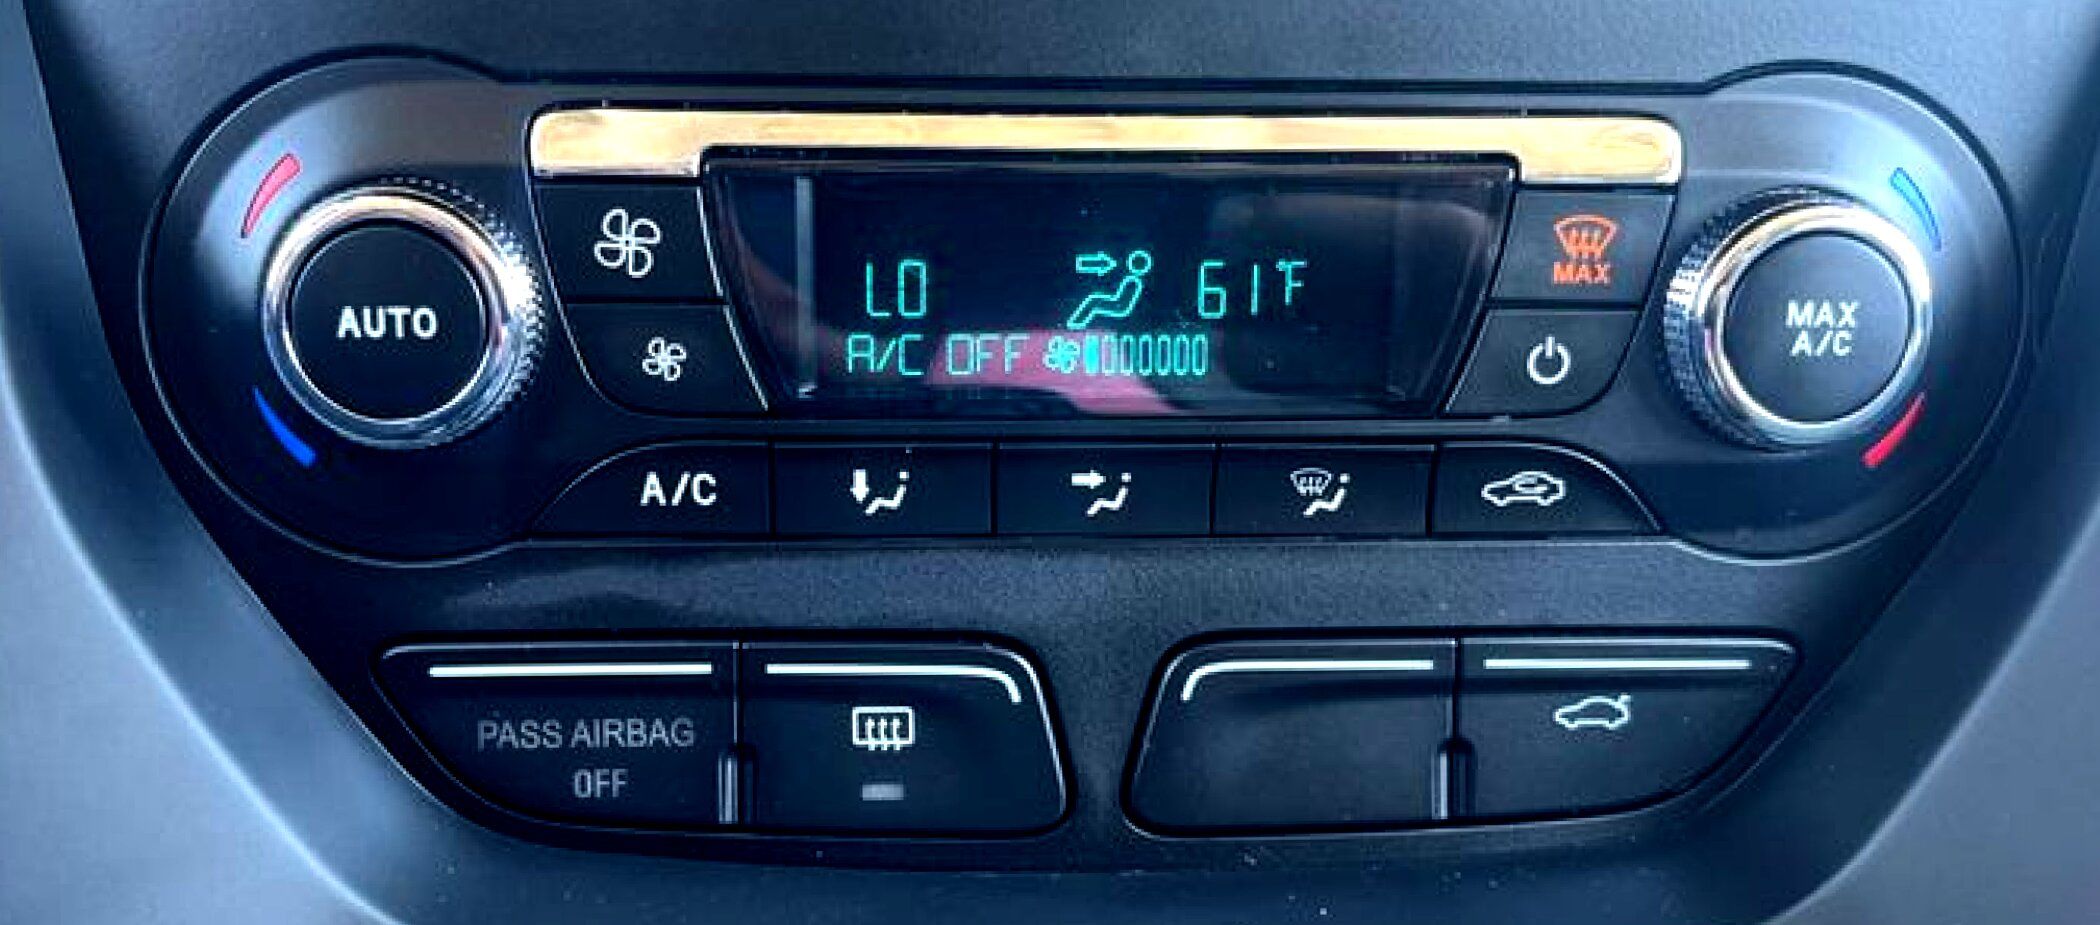 AUTO
LO 61°F
A/C OFF
MAX
MAX
A/C
A/C
PASS AIRBAG
OFF